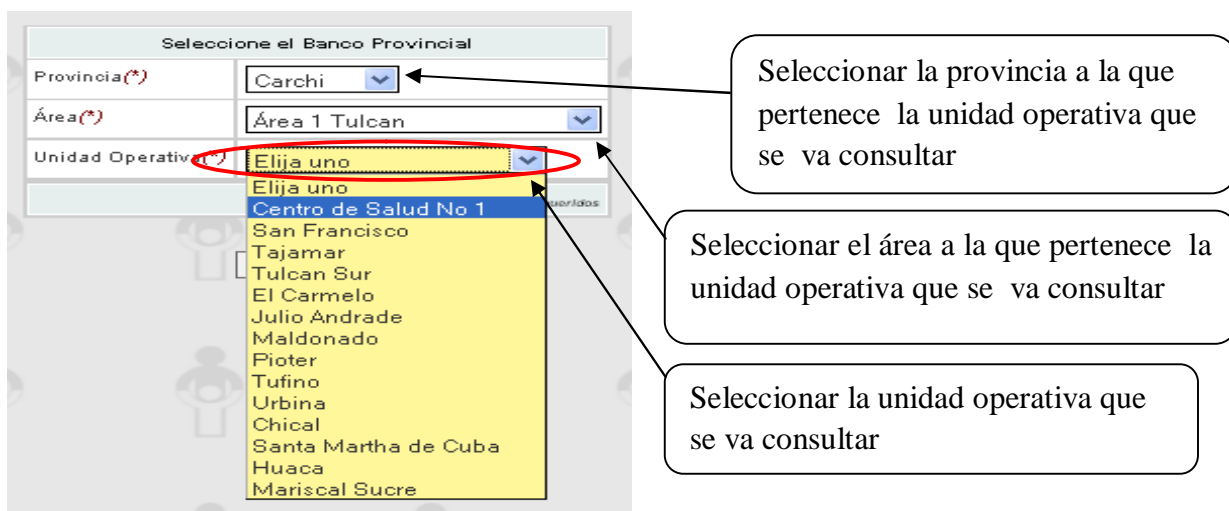 Seleccione el Banco Provincial
Provincia(*)
Carchi
Área(*)
Área 1 Tulcan
Unidad Operativa(*)
Elija uno
Elija uno
Centro de Salud No 1
San Francisco
Tajamar
Tulcan Sur
El Carmelo
Julio Andrade
Maldonado
Pioter
Tufino
Urbina
Chical
Santa Martha de Cuba
Huaca
Mariscal Sucre
Seleccionar la provincia a la que
pertenece la unidad operativa que
se va consultar
Seleccionar el área a la que pertenece la
unidad operativa que se va consultar
Seleccionar la unidad operativa que
se va consultar